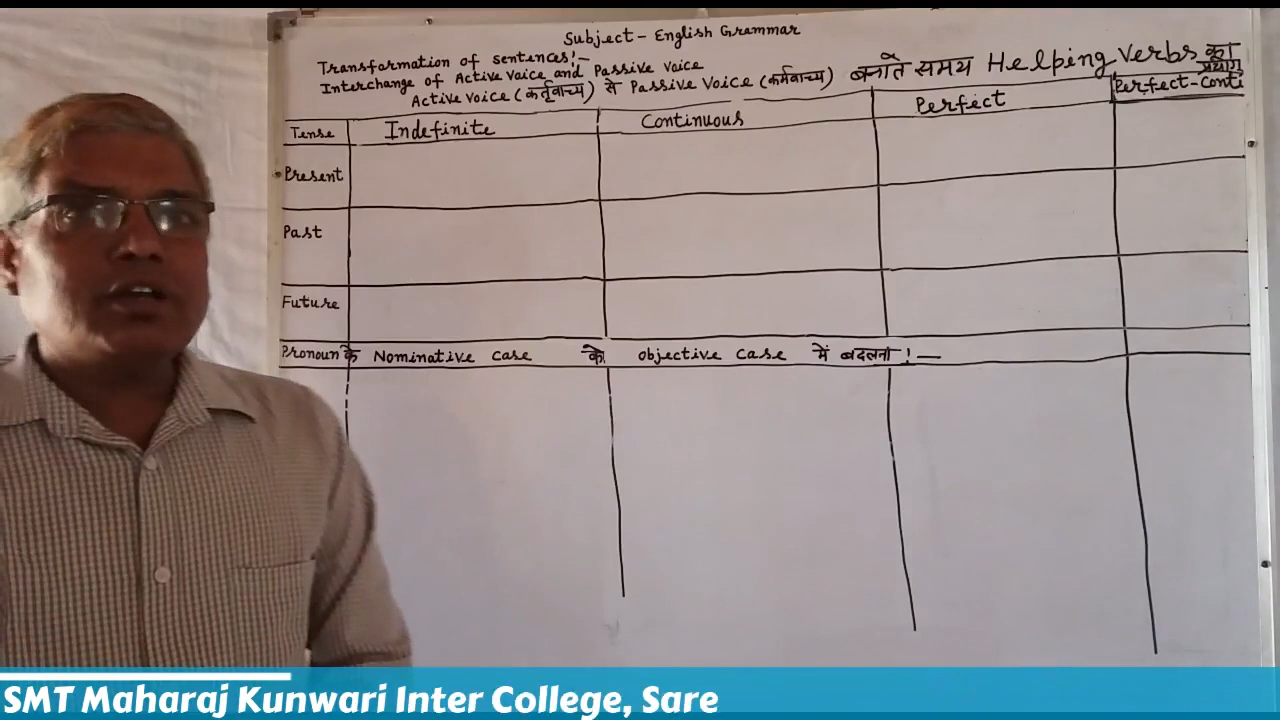 Subject- English Grammar
Transformation of sentences!-
Interchange of Active Voice and Passive Voice
Active Voice (कर्तृवाच्य) से Passive Voice (कर्मवाच्य) बनाते समय Helping Verbs का प्रयोग
Tense Indefinite Continuous Perfect Perfect-Conti
Present
Past
Future
Pronoun के Nominative case को objective case में बदलना !—
SMT Maharaj Kunwari Inter College, Sare